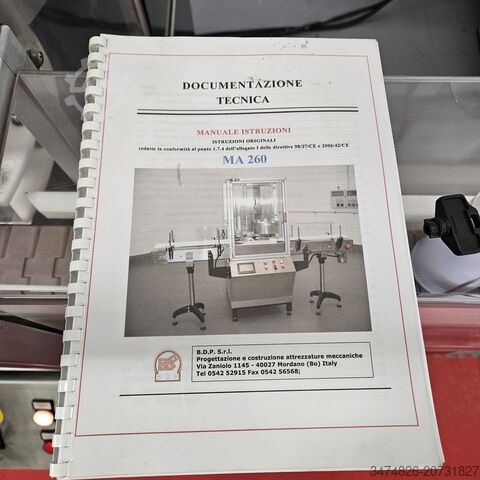 DOCUMENTAZIONE
TECNICA
MANUALE ISTRUZIONI
ISTRUZIONI ORIGINALI
redatte in conformità al punto 1.7.4 dell'allegato I delle direttive 98/37/CE e 2006/42/CE
MA 260
B.D.P. S.r.l.
Progettazione e costruzione attrezzature meccaniche
Via Zaniolo 1145 - 40027 Mordano (Bo) Italy
Tel 0542 52915 Fax 0542 56568;
3474826-20731827